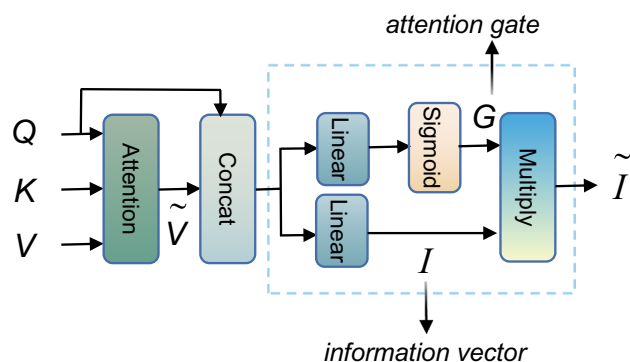 attention gate
Q
K
V
Attention
Ṽ
Concat
Linear
Sigmoid
G
Linear
I
Multiply
Ĩ
information vector